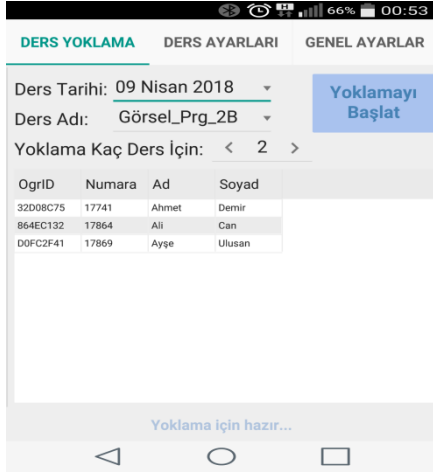 66% 00:53
DERS YOKLAMA DERS AYARLARI GENEL AYARLAR
Ders Tarihi: 09 Nisan 2018
Yoklamayı Başlat
Ders Adı: Görsel_Prg_2B
Yoklama Kaç Ders İçin: < 2 >
OgrID Numara Ad Soyad
32D08C75 17741 Ahmet Demir
864EC132 17864 Ali Can
D0FC2F41 17869 Ayşe Ulusan
Yoklama için hazır...